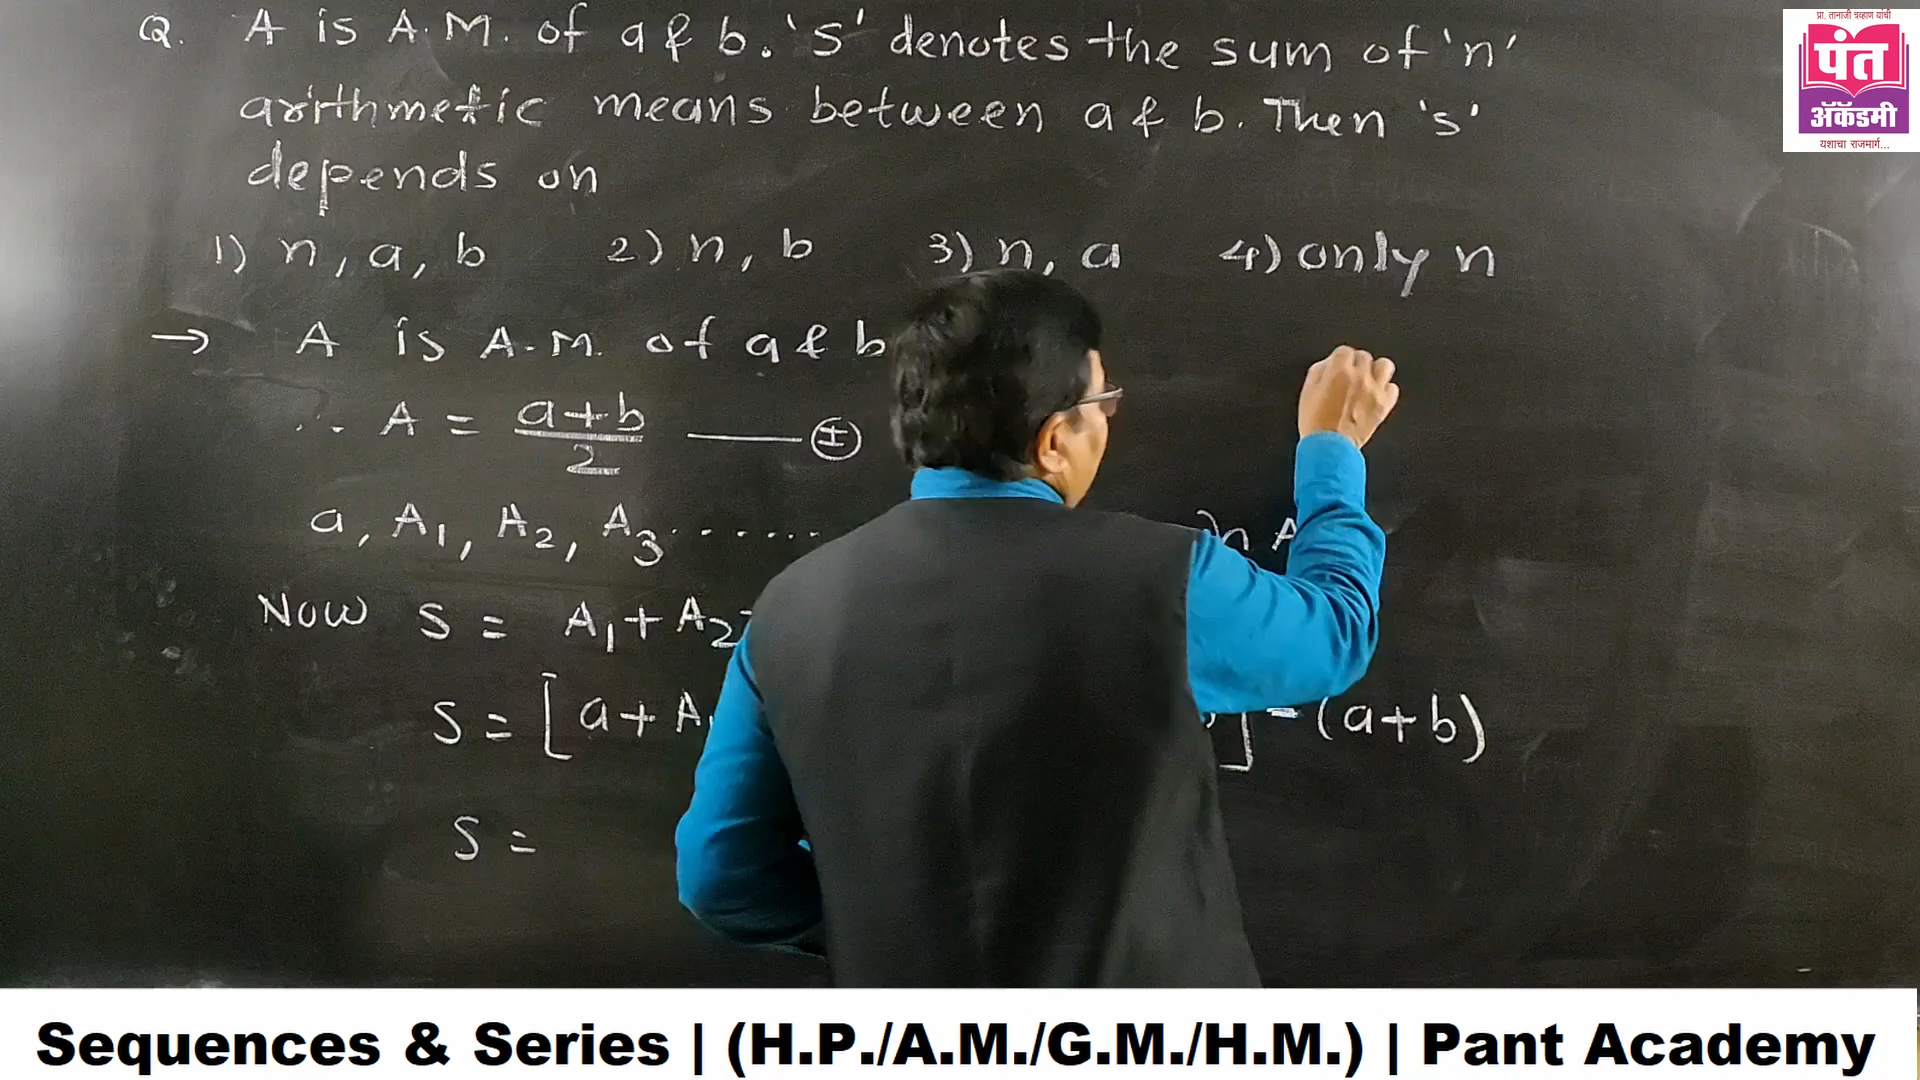 Q. A is A.M. of a & b. 's' denotes the sum of 'n'
arithmetic means between a & b. Then 's'
depends on
1) n, a, b 2) n, b 3) n, a 4) only n
→ A is A.M. of a & b
∴ A = a+b/2 —— (I)
a, A₁, A₂, A₃ ........ n A
Now S = A₁ + A₂
S = [a + A ] - (a+b)
S =
प्रा. तानाजी चव्हाण यांची
पंत
ॲकॅडमी
यशाचा राजमार्ग...
Sequences & Series | (H.P./A.M./G.M./H.M.) | Pant Academy